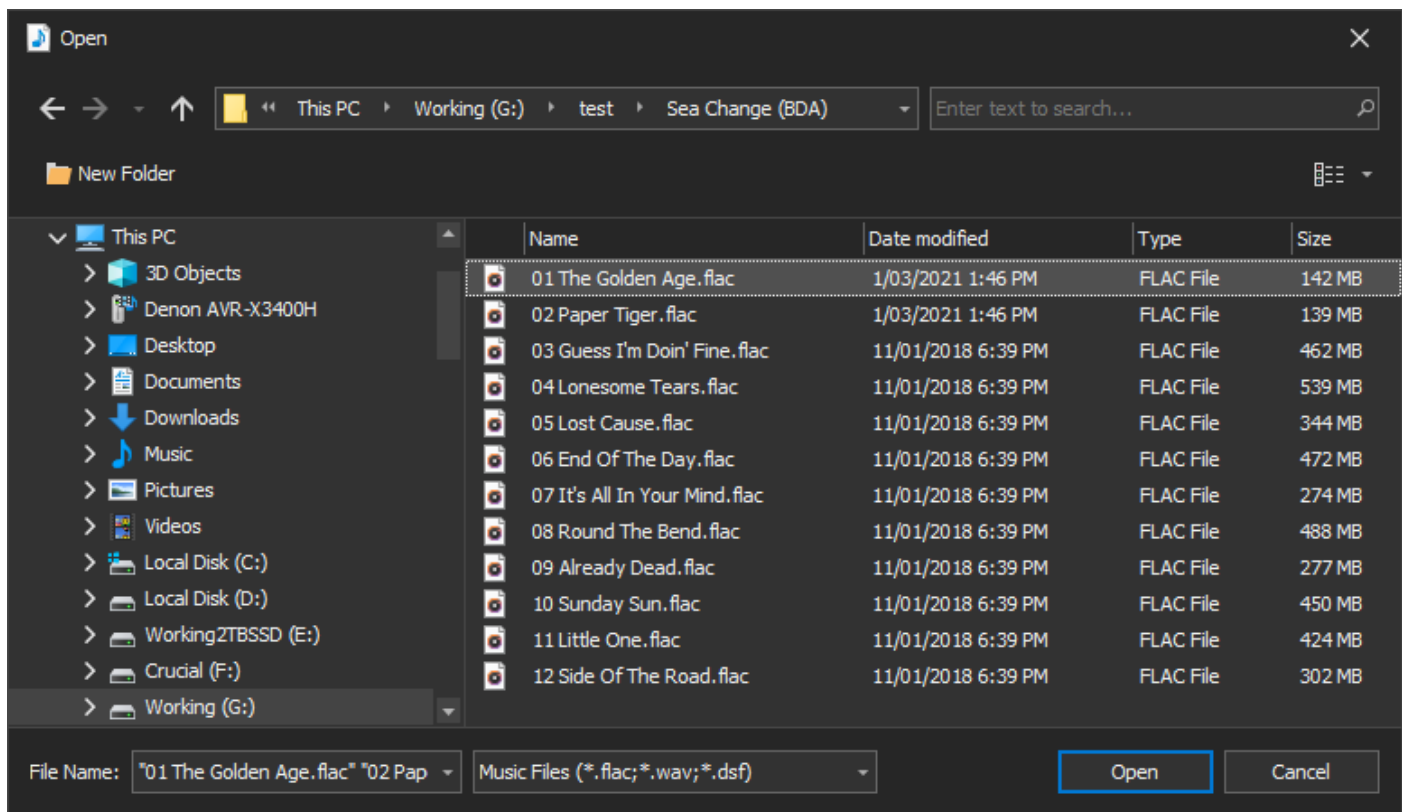 Open
This PC Working (G:) test Sea Change (BDA) Enter text to search...
New Folder
This PC
3D Objects
Denon AVR-X3400H
Desktop
Documents
Downloads
Music
Pictures
Videos
Local Disk (C:)
Local Disk (D:)
Working2TBSSD (E:)
Crucial (F:)
Working (G:)
Name Date modified Type Size
01 The Golden Age.flac 1/03/2021 1:46 PM FLAC File 142 MB
02 Paper Tiger.flac 1/03/2021 1:46 PM FLAC File 139 MB
03 Guess I'm Doin' Fine.flac 11/01/2018 6:39 PM FLAC File 462 MB
04 Lonesome Tears.flac 11/01/2018 6:39 PM FLAC File 539 MB
05 Lost Cause.flac 11/01/2018 6:39 PM FLAC File 344 MB
06 End Of The Day.flac 11/01/2018 6:39 PM FLAC File 472 MB
07 It's All In Your Mind.flac 11/01/2018 6:39 PM FLAC File 274 MB
08 Round The Bend.flac 11/01/2018 6:39 PM FLAC File 488 MB
09 Already Dead.flac 11/01/2018 6:39 PM FLAC File 277 MB
10 Sunday Sun.flac 11/01/2018 6:39 PM FLAC File 450 MB
11 Little One.flac 11/01/2018 6:39 PM FLAC File 424 MB
12 Side Of The Road.flac 11/01/2018 6:39 PM FLAC File 302 MB
File Name: "01 The Golden Age.flac" "02 Pap Music Files (*.flac;*.wav;*.dsf) Open Cancel